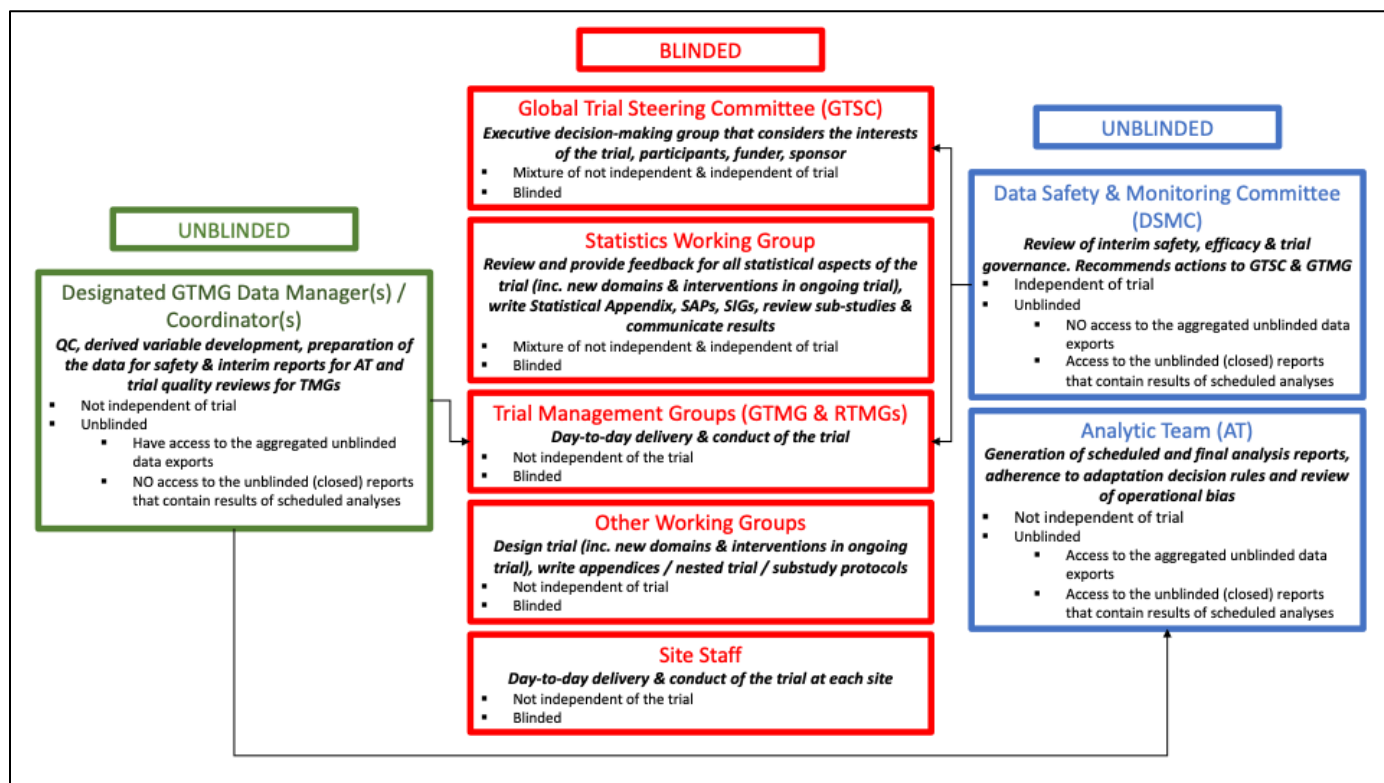 BLINDED
Global Trial Steering Committee (GTSC)
Executive decision-making group that considers the interests
of the trial, participants, funder, sponsor
▪ Mixture of not independent & independent of trial
▪ Blinded
Statistics Working Group
Review and provide feedback for all statistical aspects of the
trial (inc. new domains & interventions in ongoing trial),
write Statistical Appendix, SAPs, SIGs, review sub-studies &
communicate results
▪ Mixture of not independent & independent of trial
▪ Blinded
Trial Management Groups (GTMG & RTMGs)
Day-to-day delivery & conduct of the trial
▪ Not independent of the trial
▪ Blinded
Other Working Groups
Design trial (inc. new domains & interventions in ongoing
trial), write appendices / nested trial / substudy protocols
▪ Not independent of trial
▪ Blinded
Site Staff
Day-to-day delivery & conduct of the trial at each site
▪ Not independent of the trial
▪ Blinded
UNBLINDED
Designated GTMG Data Manager(s) /
Coordinator(s)
QC, derived variable development, preparation of
the data for safety & interim reports for AT and
trial quality reviews for TMGs
▪ Not independent of trial
▪ Unblinded
▪ Have access to the aggregated unblinded
data exports
▪ NO access to the unblinded (closed) reports
that contain results of scheduled analyses
UNBLINDED
Data Safety & Monitoring Committee
(DSMC)
Review of interim safety, efficacy & trial
governance. Recommends actions to GTSC & GTMG
▪ Independent of trial
▪ Unblinded
▪ NO access to the aggregated unblinded data
exports
▪ Access to the unblinded (closed) reports
that contain results of scheduled analyses
Analytic Team (AT)
Generation of scheduled and final analysis reports,
adherence to adaptation decision rules and review
of operational bias
▪ Not independent of trial
▪ Unblinded
▪ Access to the aggregated unblinded data
exports
▪ Access to the unblinded (closed) reports
that contain results of scheduled analyses